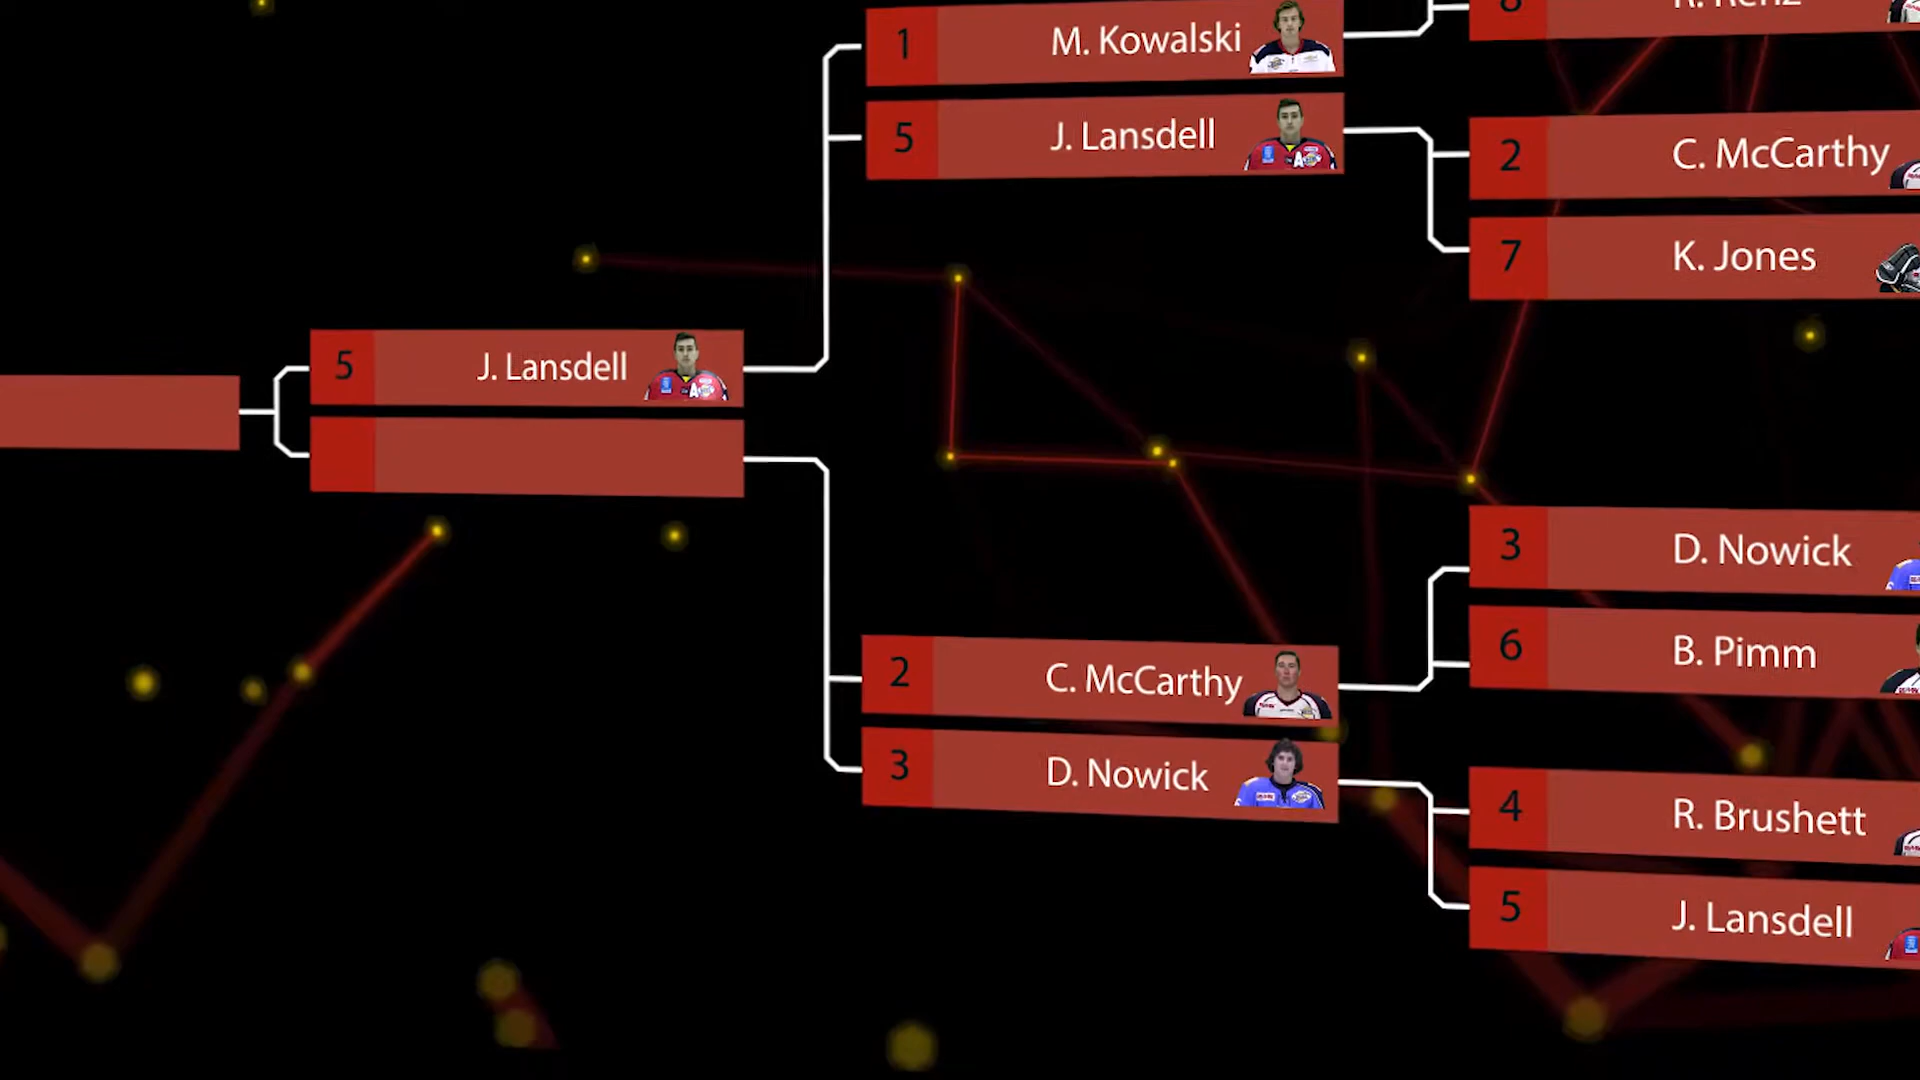 1 M. Kowalski
5 J. Lansdell
8
2 C. McCarthy
7 K. Jones
5 J. Lansdell
3 D. Nowick
6 B. Pimm
2 C. McCarthy
3 D. Nowick
4 R. Brushett
5 J. Lansdell